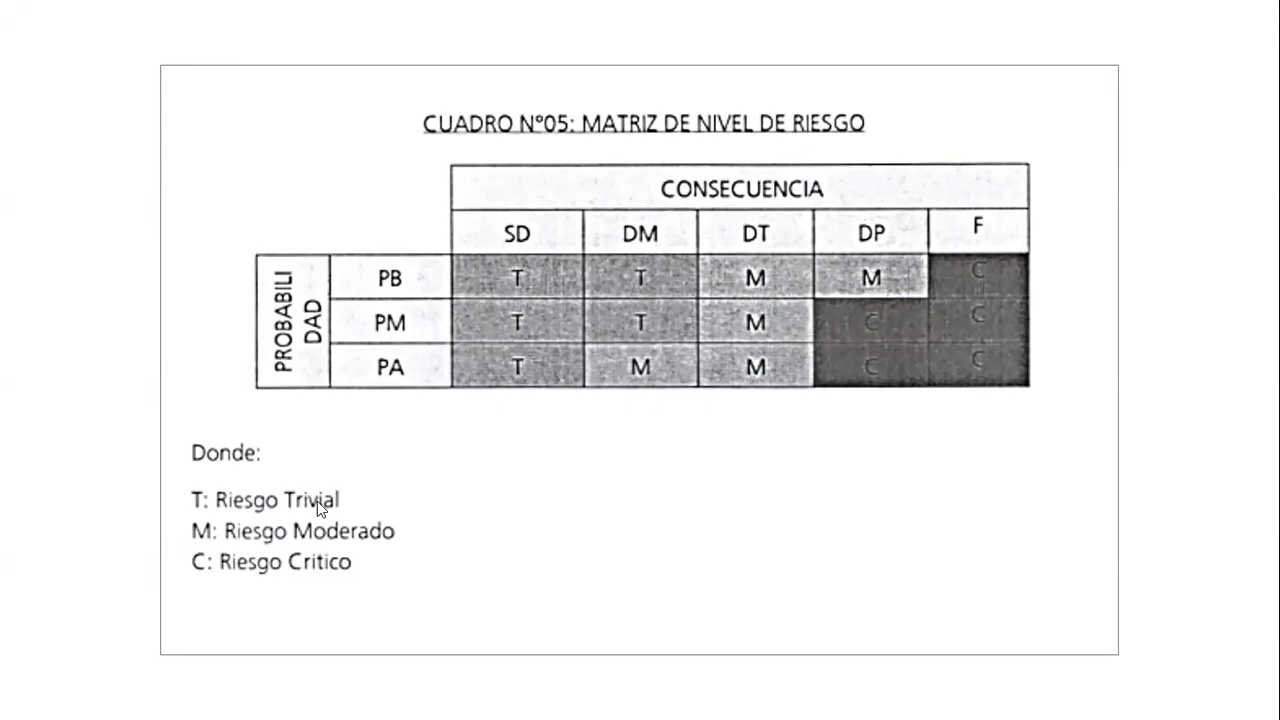 CUADRO N°05: MATRIZ DE NIVEL DE RIESGO
CONSECUENCIA
SD DM DT DP F
PROBABILI
DAD
PB T T M M C
PM T T M C C
PA T M M C C
Donde:
T: Riesgo Trivial
M: Riesgo Moderado
C: Riesgo Critico